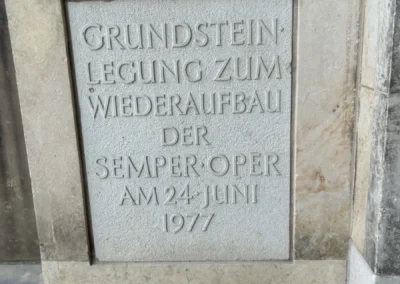 GRUNDSTEIN·
LEGUNG ZUM
WIEDERAUFBAU
DER
SEMPER·OPER
AM 24·JUNI
1977